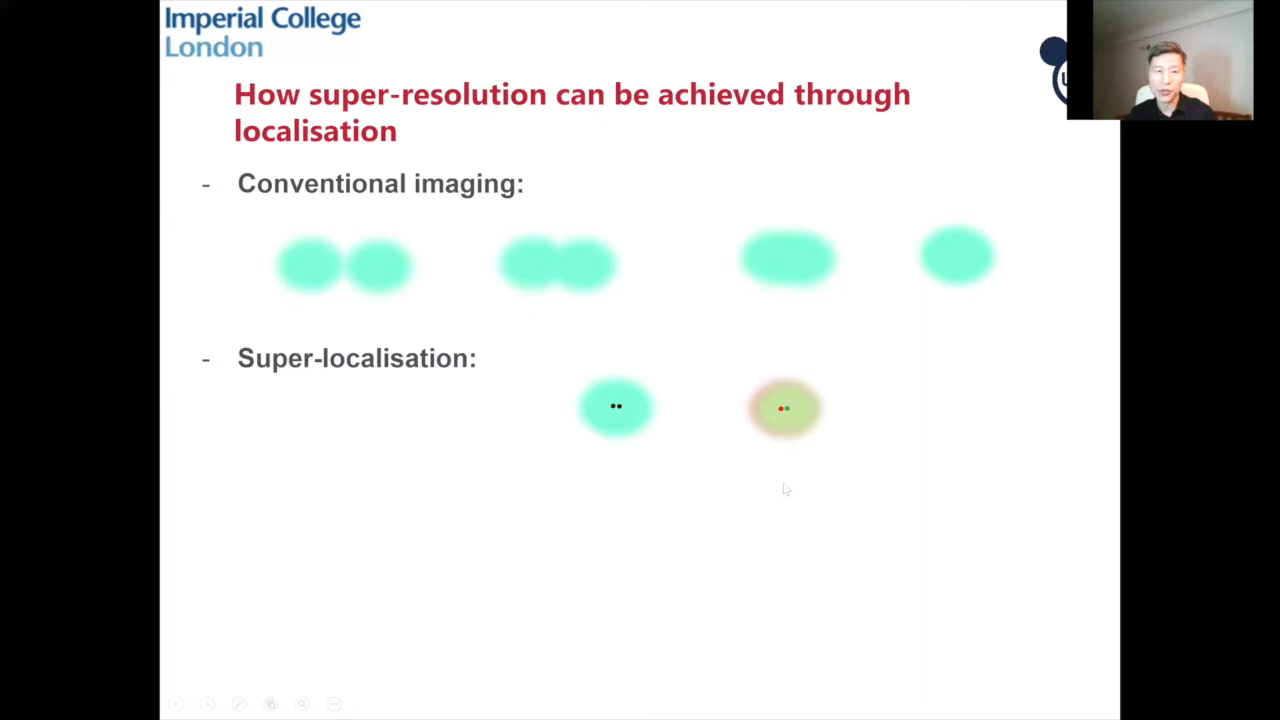 Imperial College
London
How super-resolution can be achieved through
localisation
- Conventional imaging:
- Super-localisation: